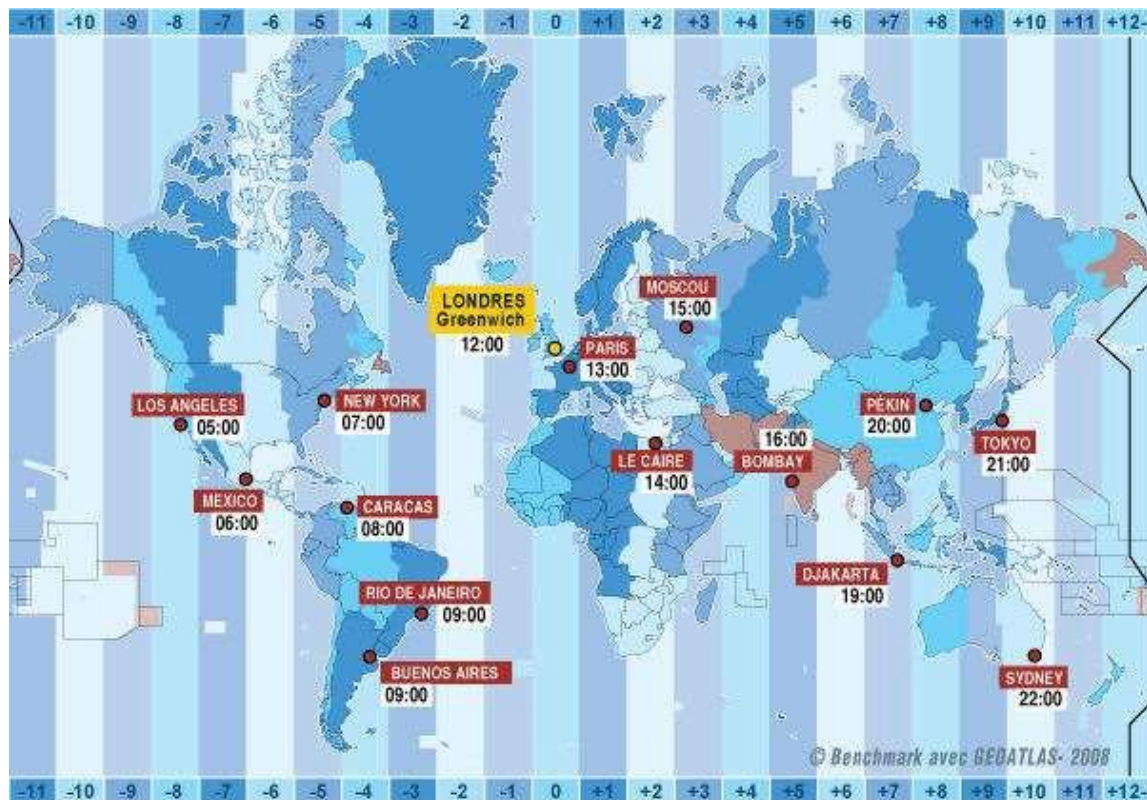 -11 -10 -9 -8 -7 -6 -5 -4 -3 -2 -1 0 +1 +2 +3 +4 +5 +6 +7 +8 +9 +10 +11 +12-
MOSCOU
15:00
LONDRES
Greenwich
12:00
PARIS
13:00
LOS ANGELES
05:00
NEW YORK
07:00
PÉKIN
20:00
TOKYO
21:00
16:00
BOMBAY
LE CAIRE
14:00
MEXICO
06:00
CARACAS
08:00
DJAKARTA
19:00
RIO DE JANEIRO
09:00
BUENOS AIRES
09:00
SYDNEY
22:00
© Benchmark avec GEOATLAS- 2008
-11 -10 -9 -8 -7 -6 -5 -4 -3 -2 -1 0 +1 +2 +3 +4 +5 +6 +7 +8 +9 +10 +11 +12-